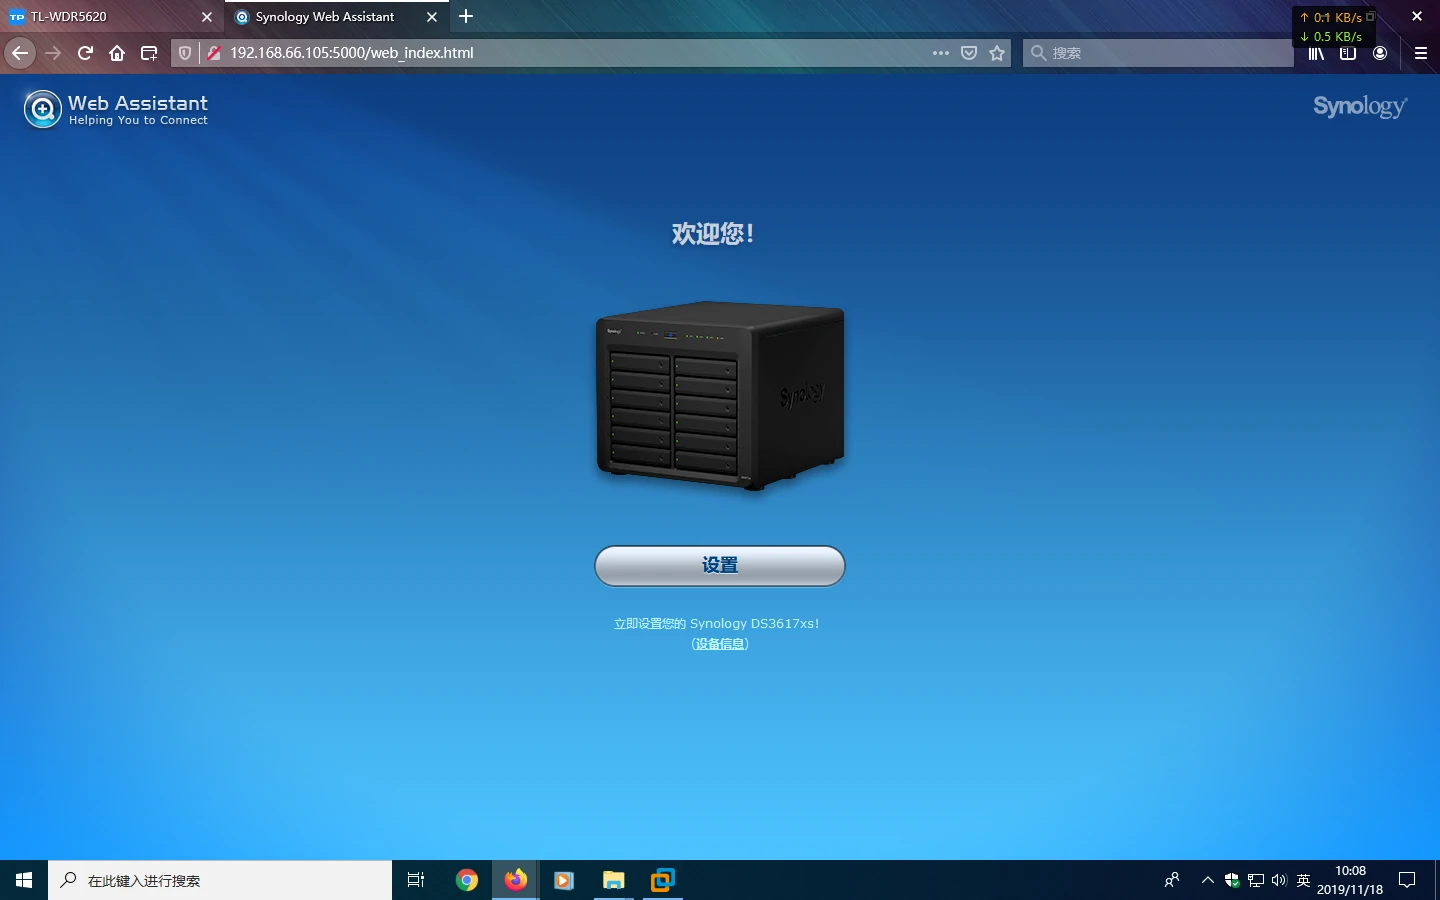 TL-WDR5620
Synology Web Assistant
↑ 0.1 KB/s
↓ 0.5 KB/s
192.168.66.105:5000/web_index.html
搜索
Web Assistant
Helping You to Connect
Synology
欢迎您！
Synology
Synology
设置
立即设置您的 Synology DS3617xs!
(设备信息)
在此键入进行搜索
英
10:08
2019/11/18